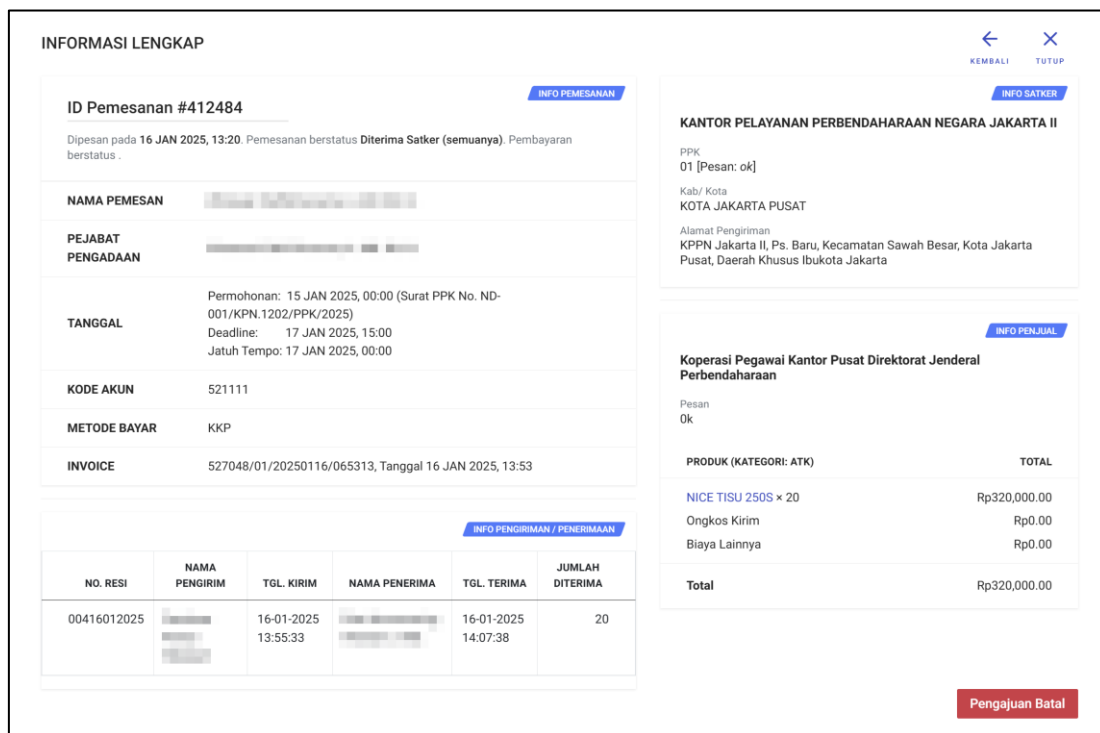 INFORMASI LENGKAP
KEMBALI
TUTUP
INFO PEMESANAN
ID Pemesanan #412484
Dipesan pada 16 JAN 2025, 13:20. Pemesanan berstatus Diterima Satker (semuanya). Pembayaran
berstatus .
NAMA PEMESAN
PEJABAT
PENGADAAN
TANGGAL
Permohonan: 15 JAN 2025, 00:00 (Surat PPK No. ND-
001/KPN.1202/PPK/2025)
Deadline: 17 JAN 2025, 15:00
Jatuh Tempo: 17 JAN 2025, 00:00
KODE AKUN 521111
METODE BAYAR KKP
INVOICE 527048/01/20250116/065313, Tanggal 16 JAN 2025, 13:53
INFO PENGIRIMAN / PENERIMAAN
NO. RESI
NAMA
PENGIRIM
TGL. KIRIM
NAMA PENERIMA
TGL. TERIMA
JUMLAH
DITERIMA
00416012025
16-01-2025
13:55:33
16-01-2025
14:07:38
20
INFO SATKER
KANTOR PELAYANAN PERBENDAHARAAN NEGARA JAKARTA II
PPK
01 [Pesan: ok]
Kab/ Kota
KOTA JAKARTA PUSAT
Alamat Pengiriman
KPPN Jakarta II, Ps. Baru, Kecamatan Sawah Besar, Kota Jakarta
Pusat, Daerah Khusus Ibukota Jakarta
INFO PENJUAL
Koperasi Pegawai Kantor Pusat Direktorat Jenderal
Perbendaharaan
Pesan
0k
PRODUK (KATEGORI: ATK) TOTAL
NICE TISU 250S × 20 Rp320,000.00
Ongkos Kirim Rp0.00
Biaya Lainnya Rp0.00
Total Rp320,000.00
Pengajuan Batal